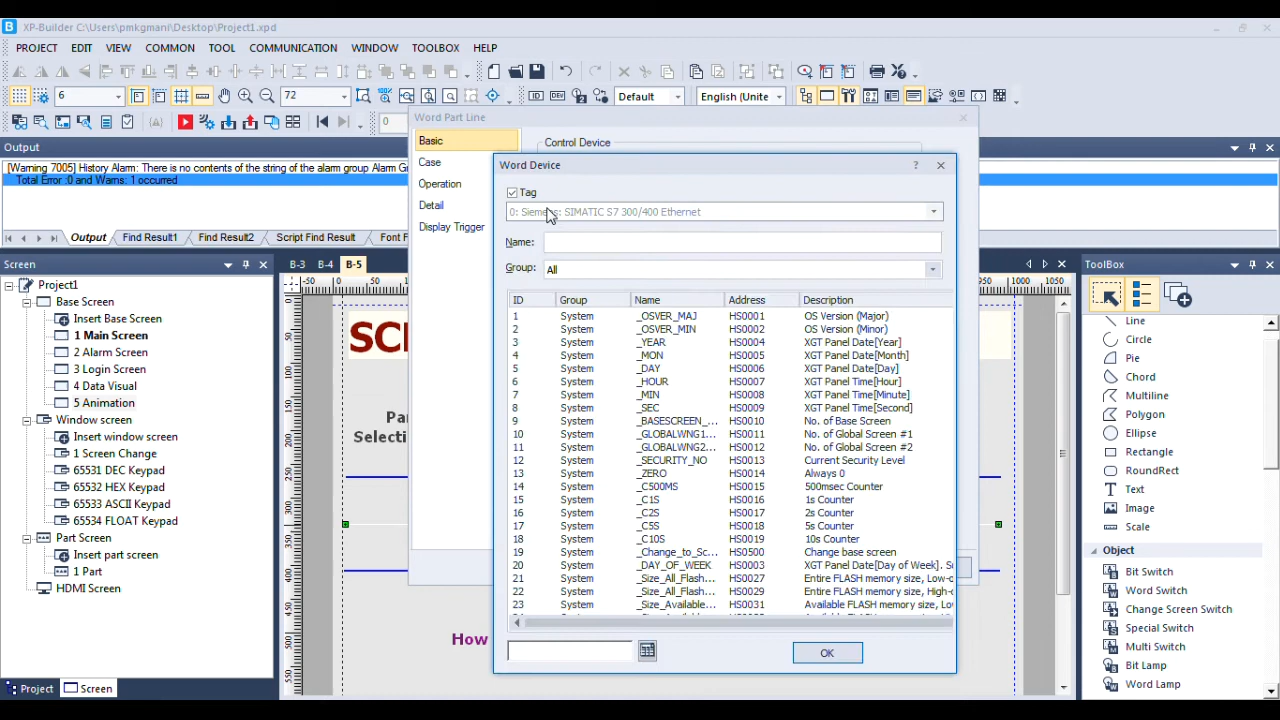 XP-Builder C:\Users\pmkgmani\Desktop\Project1.xpd
PROJECT EDIT VIEW COMMON TOOL COMMUNICATION WINDOW TOOLBOX HELP
6 72 Default English (Unite
0
Output
[Warning 7005] History Alarm: There is no contents of the string of the alarm group Alarm
Total Error :0 and Warns: 1 occurred
Output Find Result1 Find Result2 Script Find Result Font F
Screen
Project1
Base Screen
Insert Base Screen
1 Main Screen
2 Alarm Screen
3 Login Screen
4 Data Visual
5 Animation
Window screen
Insert window screen
1 Screen Change
65531 DEC Keypad
65532 HEX Keypad
65533 ASCII Keypad
65534 FLOAT Keypad
Part Screen
Insert part screen
1 Part
HDMI Screen
Project Screen
B-3 B-4 B-5
-50 0 50 950 1000 1050
Selecti
How
Word Part Line
Basic
Case
Operation
Detail
Display Trigger
Control Device
Word Device
Tag
0: Siemens: SIMATIC S7 300/400 Ethernet
Name:
Group: All
ID Group Name Address Description
1 System _OSVER_MAJ HS0001 OS Version (Major)
2 System _OSVER_MIN HS0002 OS Version (Minor)
3 System _YEAR HS0004 XGT Panel Date[Year]
4 System _MON HS0005 XGT Panel Date[Month]
5 System _DAY HS0006 XGT Panel Date[Day]
6 System _HOUR HS0007 XGT Panel Time[Hour]
7 System _MIN HS0008 XGT Panel Time[Minute]
8 System _SEC HS0009 XGT Panel Time[Second]
9 System _BASESCREEN_... HS0010 No. of Base Screen
10 System _GLOBALWNG1... HS0011 No. of Global Screen #1
11 System _GLOBALWNG2... HS0012 No. of Global Screen #2
12 System _SECURITY_NO HS0013 Current Security Level
13 System _ZERO HS0014 Always 0
14 System _C500MS HS0015 500msec Counter
15 System _C1S HS0016 1s Counter
16 System _C2S HS0017 2s Counter
17 System _C5S HS0018 5s Counter
18 System _C10S HS0019 10s Counter
19 System _Change_to_Sc... HS0500 Change base screen
20 System _DAY_OF_WEEK HS0003 XGT Panel Date[Day of Week]. S
21 System _Size_All_Flash... HS0027 Entire FLASH memory size, Low-
22 System _Size_All_Flash... HS0029 Entire FLASH memory size, High-
23 System _Size_Available... HS0031 Available FLASH memory size, Lo
OK
ToolBox
Line
Circle
Pie
Chord
Multiline
Polygon
Ellipse
Rectangle
RoundRect
Text
Image
Scale
Object
Bit Switch
Word Switch
Change Screen Switch
Special Switch
Multi Switch
Bit Lamp
Word Lamp